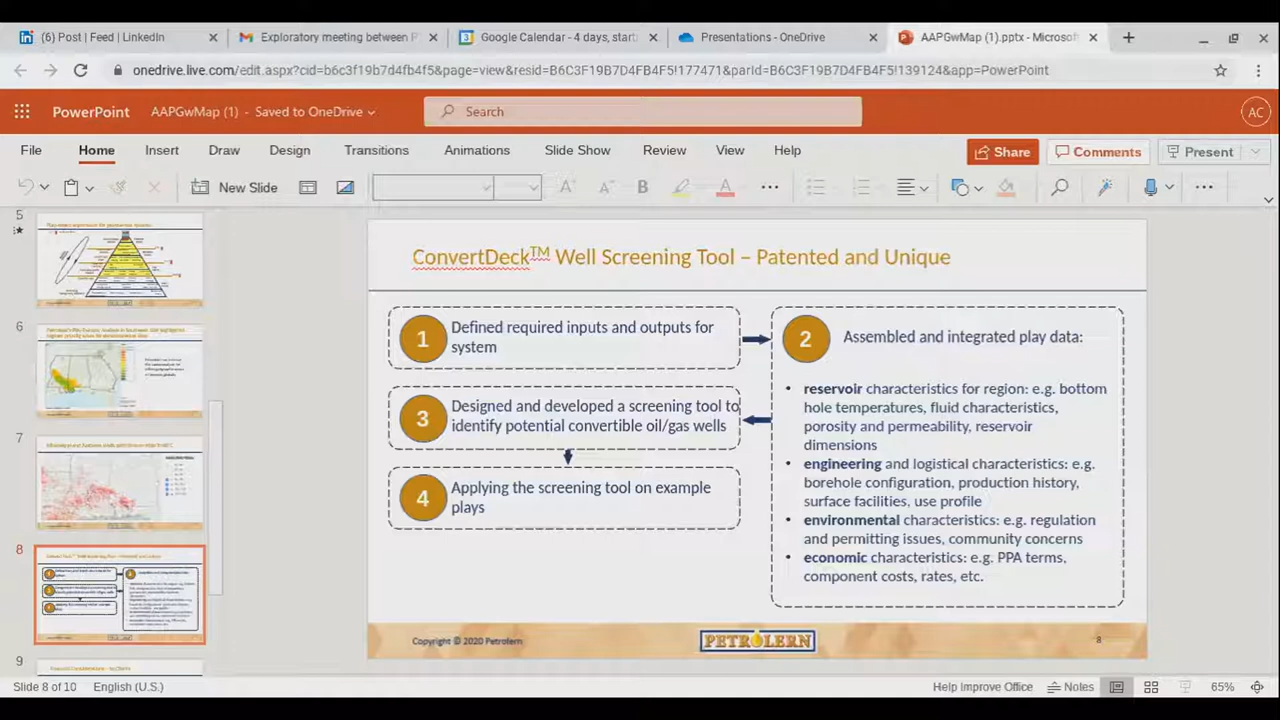 (6) Post | Feed | LinkedIn
Exploratory meeting between P
Google Calendar - 4 days, start
Presentations - OneDrive
AAPGwMap (1).pptx - Microsoft
onedrive.live.com/edit.aspx?cid=b6c3f19b7d4fb4f5&page=view&resid=B6C3F19B7D4FB4F5!177471&parId=B6C3F19B7D4FB4F5!139124&app=PowerPoint
PowerPoint
AAPGwMap (1) - Saved to OneDrive
Search
AC
File
Home
Insert
Draw
Design
Transitions
Animations
Slide Show
Review
View
Help
Share
Comments
Present
New Slide
B
A
5
6
7
8
9
ConvertDeck™ Well Screening Tool – Patented and Unique
1
Defined required inputs and outputs for
system
2
Assembled and integrated play data:
• reservoir characteristics for region: e.g. bottom
hole temperatures, fluid characteristics,
porosity and permeability, reservoir
dimensions
• engineering and logistical characteristics: e.g.
borehole configuration, production history,
surface facilities, use profile
• environmental characteristics: e.g. regulation
and permitting issues, community concerns
• economic characteristics: e.g. PPA terms,
component costs, rates, etc.
3
Designed and developed a screening tool to
identify potential convertible oil/gas wells
4
Applying the screening tool on example
plays
Copyright © 2020 Petrolern
PETROLERN
8
Slide 8 of 10
English (U.S.)
Help Improve Office
Notes
65%